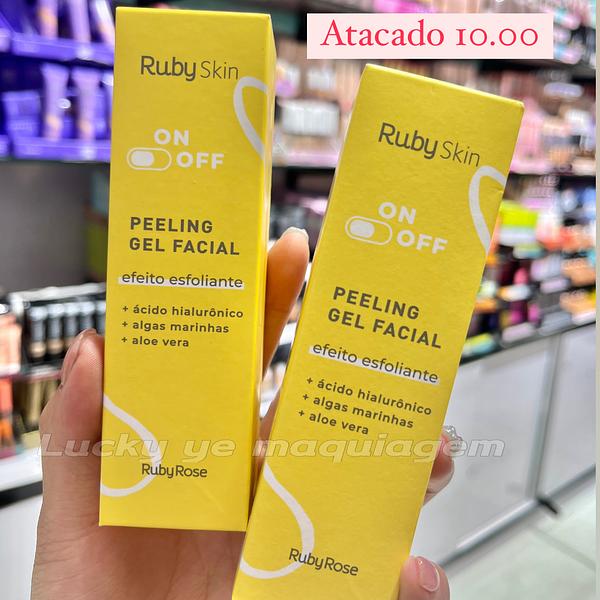 Atacado 10.00
Ruby Skin
ON
OFF
PEELING
GEL FACIAL
efeito esfoliante
+ ácido hialurônico
+ algas marinhas
+ aloe vera
RubyRose
Ruby Skin
ON
OFF
PEELING
GEL FACIAL
efeito esfoliante
+ ácido hialurônico
+ algas marinhas
+ aloe vera
RubyRose
Lucky ye maquiagem